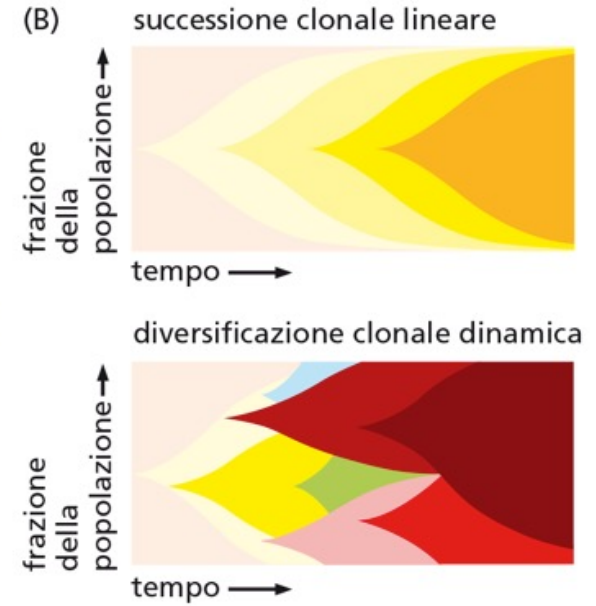 (B)
successione clonale lineare
frazione
della
popolazione
tempo
diversificazione clonale dinamica
frazione
della
popolazione
tempo